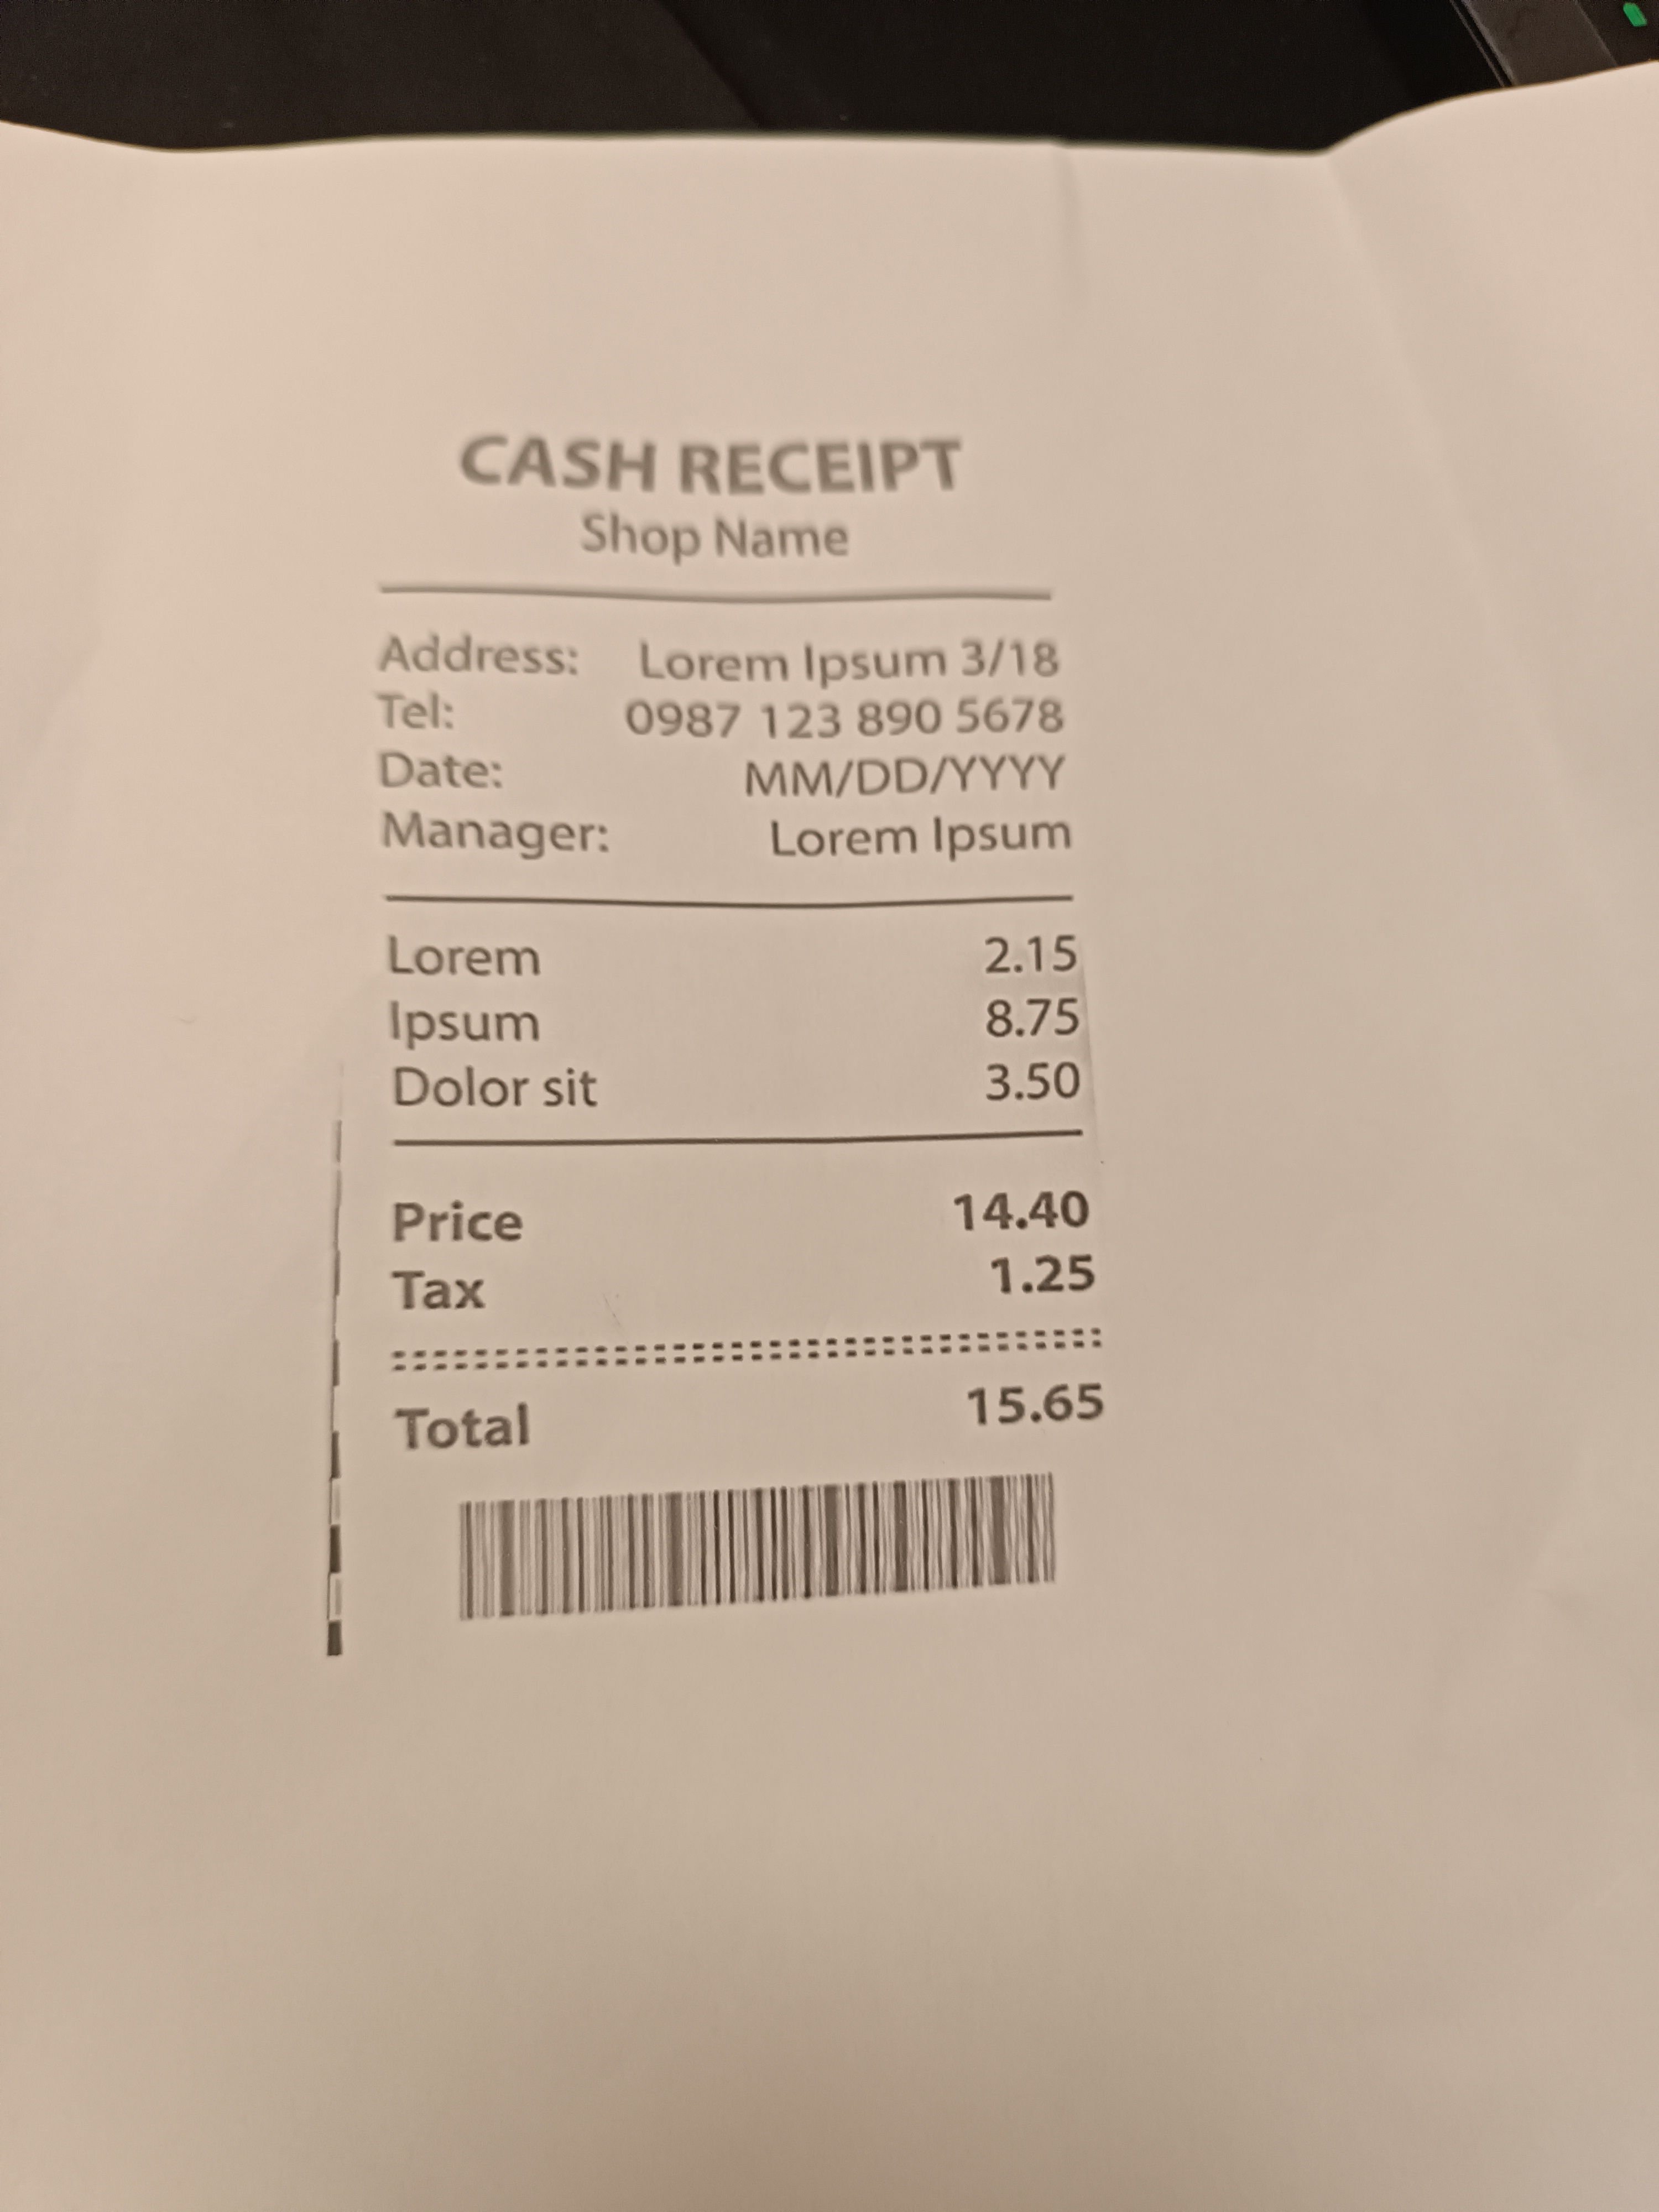 CASH RECEIPT
Shop Name
Address: Lorem Ipsum 3/18
Tel: 0987 123 890 5678
Date: MM/DD/YYYY
Manager: Lorem Ipsum
Lorem 2.15
Ipsum 8.75
Dolor sit 3.50
Price 14.40
Tax 1.25
Total 15.65